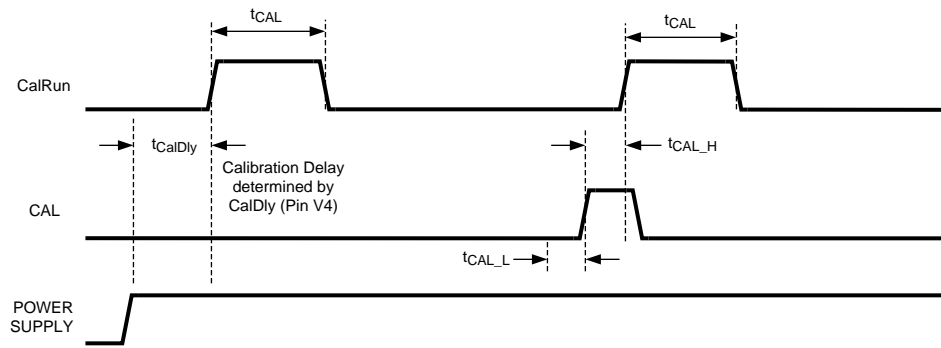 tCAL
tCAL
CalRun
tCalDly
tCAL_H
Calibration Delay
determined by
CalDly (Pin V4)
CAL
tCAL_L
POWER
SUPPLY